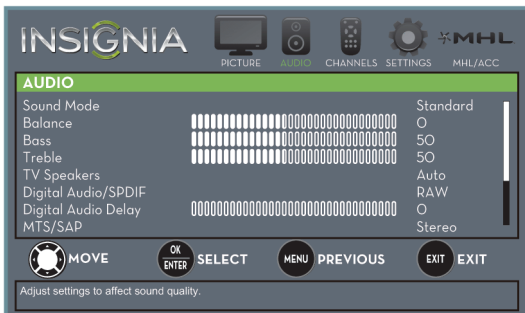 INSIGNIA
PICTURE AUDIO CHANNELS SETTINGS MHL MHL/ACC
AUDIO
Sound Mode Standard
Balance 0
Bass 50
Treble 50
TV Speakers Auto
Digital Audio/SPDIF RAW
Digital Audio Delay 0
MTS/SAP Stereo
MOVE OK ENTER SELECT MENU PREVIOUS EXIT EXIT
Adjust settings to affect sound quality.